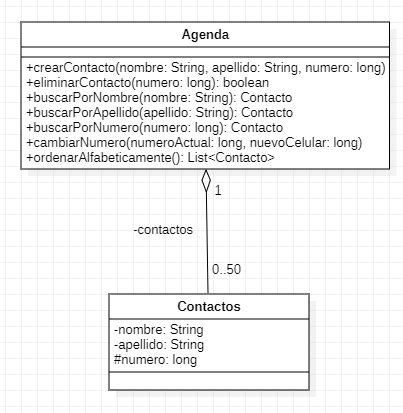 Agenda
+crearContacto(nombre: String, apellido: String, numero: long)
+eliminarContacto(numero: long): boolean
+buscarPorNombre(nombre: String): Contacto
+buscarPorApellido(apellido: String): Contacto
+buscarPorNumero(numero: long): Contacto
+cambiarNumero(numeroActual: long, nuevoCelular: long)
+ordenarAlfabeticamente(): List<Contacto>
1
-contactos
0..50
Contactos
-nombre: String
-apellido: String
#numero: long